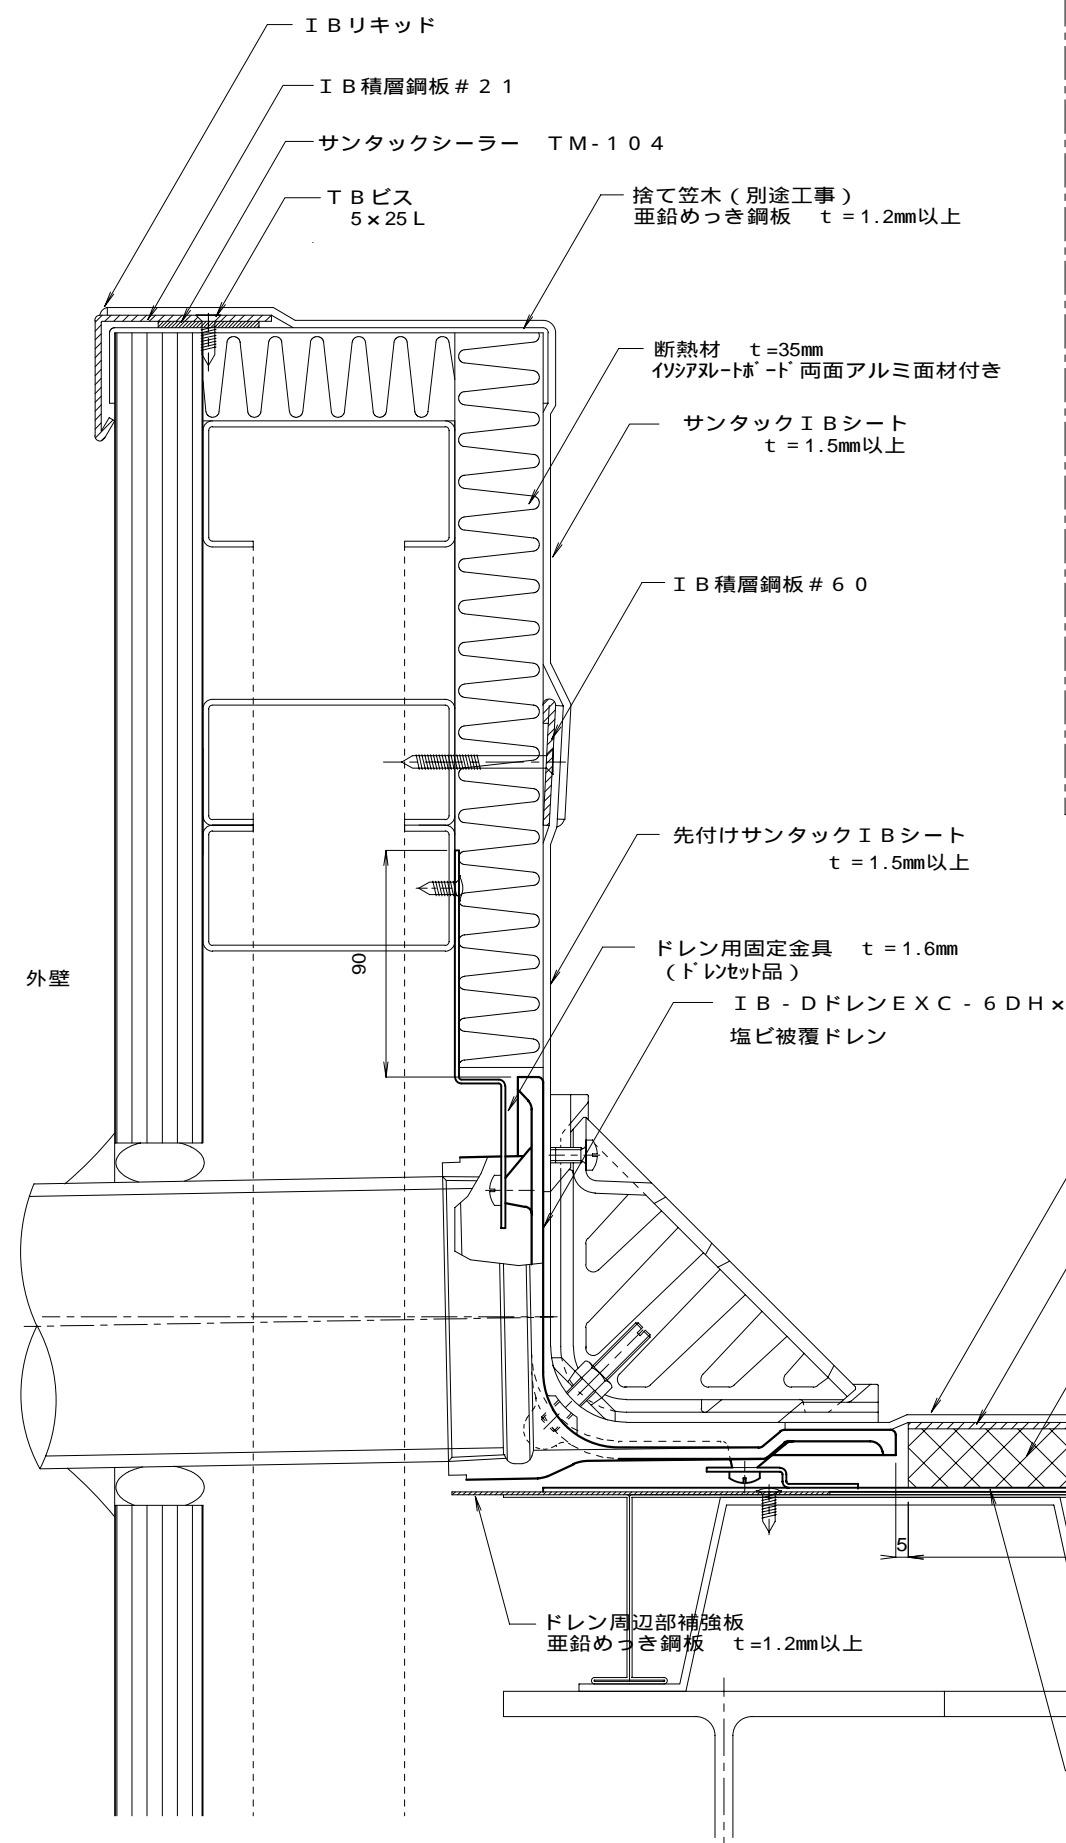 ＩＢリキッド
ＩＢ積層鋼板＃２１
サンタックシーラー　ＴＭ-１０４
ＴＢビス
５×25Ｌ
捨て笠木（別途工事）
亜鉛めっき鋼板　ｔ＝1.2mm以上
断熱材　ｔ=35mm
ｲｿｼｱﾇﾚｰﾄﾎﾞｰﾄﾞ両面アルミ面材付き
サンタックＩＢシート
ｔ＝1.5mm以上
ＩＢ積層鋼板＃６０
先付けサンタックＩＢシート
ｔ＝1.5mm以上
90
外壁
ドレン用固定金具　ｔ＝1.6mm
（ﾄﾞﾚﾝｾｯﾄ品）
ＩＢ-ＤドレンＥＸＣ-６ＤＨ×
塩ビ被覆ドレン
5
ドレン周辺部補強板
亜鉛めっき鋼板　ｔ=1.2mm以上